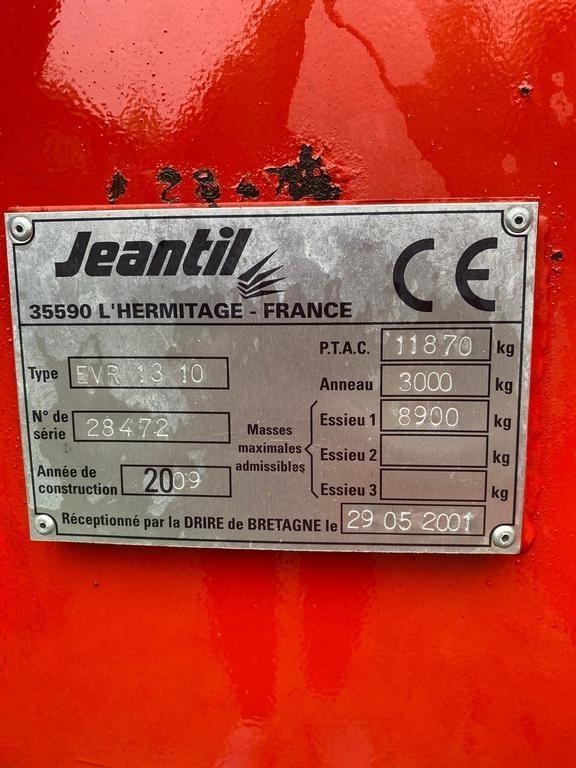 Jeantil
CE
35590 L'HERMITAGE - FRANCE
P.T.A.C. 11870 kg
Type EVR 13 10
Anneau 3000 kg
N° de série 28472
Masses maximales admissibles
Essieu 1 8900 kg
Essieu 2 kg
Essieu 3 kg
Année de construction 2009
Réceptionné par la DRIRE de BRETAGNE le 29 05 2001